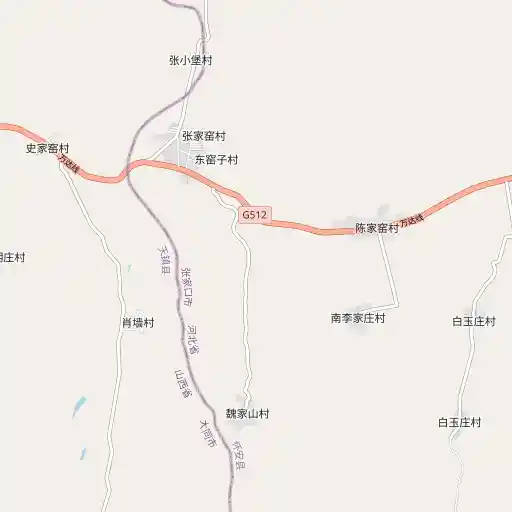 张小堡村
张家窑村
史家窑村
万达线
东窑子村
G512
万达线
陈家窑村
庄村
天镇县
张家口市
肖墙村
河北省
南李家庄村
白玉庄村
山西省
魏家山村
大同市
怀安县
白玉庄村